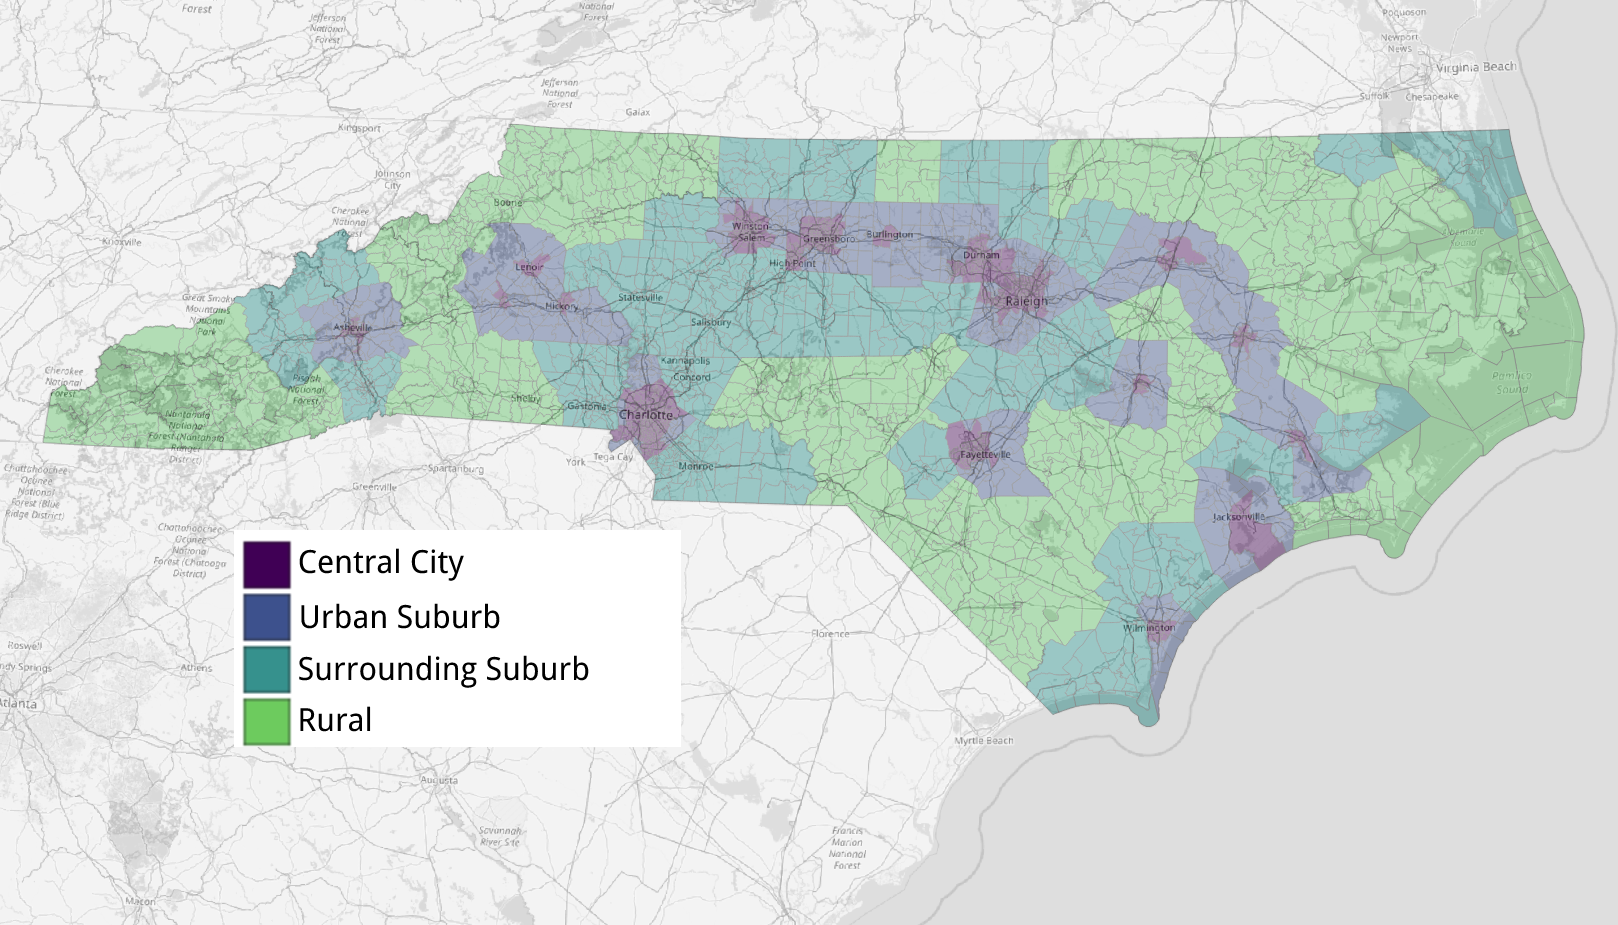 Forest
Jefferson
National
Forest
National
Forest
Poquoson
Newport
News
Virginia Beach
Jefferson
National
Forest
Suffolk
Chesapeake
Galax
Kingsport
Johnson
City
Boone
Cherokee
National
Forest
Knoxville
Winston-
Salem
Greensboro
Burlington
High Point
Durham
Albemarle
Sound
Lenoir
Hickory
Statesville
Raleigh
Great Smoky
Mountains
National
Park
Asheville
Salisbury
Kannapolis
Concord
Cherokee
National
Forest
Pisgah
National
Forest
Pamlico
Sound
Shelby
Gastonia
Charlotte
Nantahala
National
Forest (Nantahala
Ranger
District)
Fayetteville
Tega Cay
York
Monroe
Spartanburg
Greenville
Chattahoochee-
Oconee
National
Forest (Blue
Ridge District)
Jacksonville
Chattahoochee-
Oconee
National
Forest (Chattooga
District)
Central City
Urban Suburb
Surrounding Suburb
Rural
Wilmington
Florence
Roswell
ndy Springs
Athens
Atlanta
Myrtle Beach
Augusta
Savannah
River Site
Francis
Marion
National
Forest
Macon